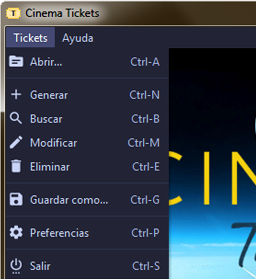 Cinema Tickets
Tickets Ayuda
Abrir... Ctrl-A
Generar Ctrl-N
Buscar Ctrl-B
Modificar Ctrl-M
Eliminar Ctrl-E
Guardar como... Ctrl-G
Preferencias Ctrl-P
Salir Ctrl-S
CIN